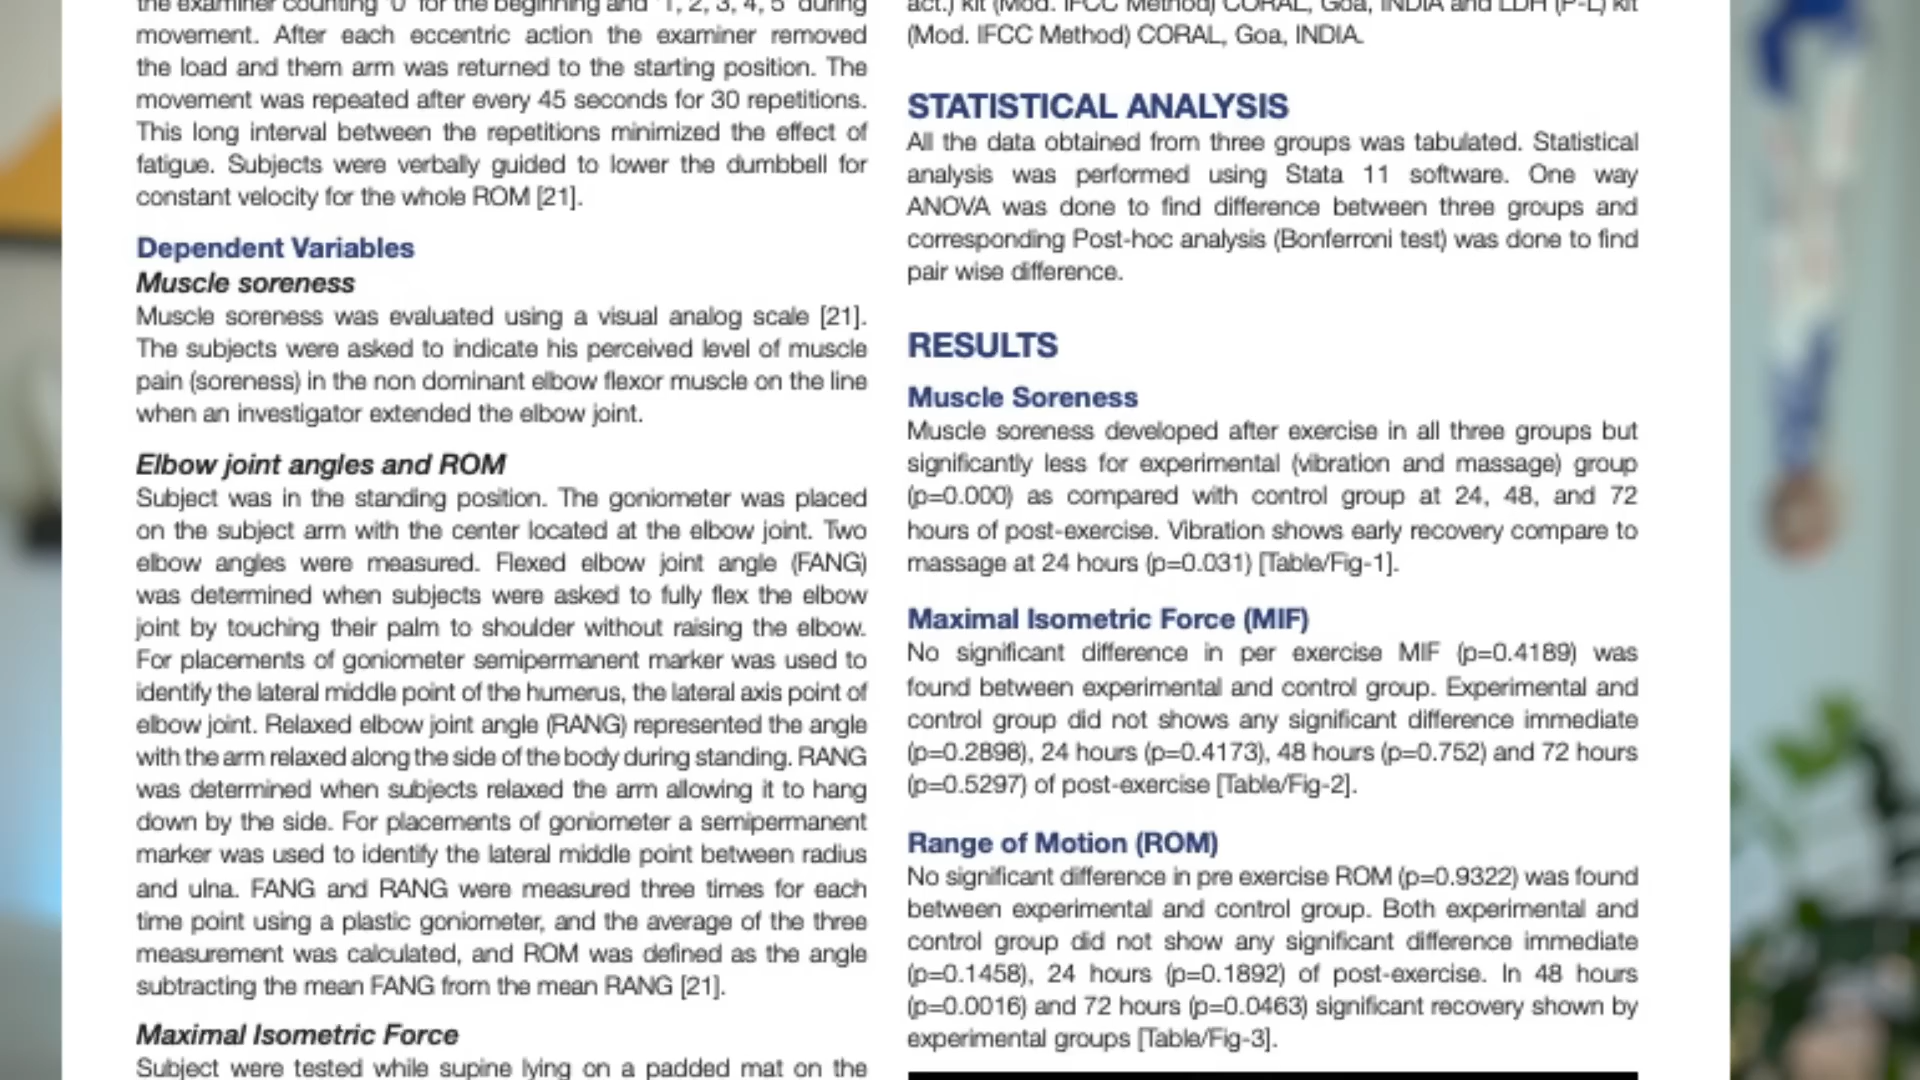 the examiner counting '0' for the beginning and '1, 2, 3, 4, 5' during
movement. After each eccentric action the examiner removed
the load and them arm was returned to the starting position. The
movement was repeated after every 45 seconds for 30 repetitions.
This long interval between the repetitions minimized the effect of
fatigue. Subjects were verbally guided to lower the dumbbell for
constant velocity for the whole ROM [21].
Dependent Variables
Muscle soreness
Muscle soreness was evaluated using a visual analog scale [21].
The subjects were asked to indicate his perceived level of muscle
pain (soreness) in the non dominant elbow flexor muscle on the line
when an investigator extended the elbow joint.
Elbow joint angles and ROM
Subject was in the standing position. The goniometer was placed
on the subject arm with the center located at the elbow joint. Two
elbow angles were measured. Flexed elbow joint angle (FANG)
was determined when subjects were asked to fully flex the elbow
joint by touching their palm to shoulder without raising the elbow.
For placements of goniometer semipermanent marker was used to
identify the lateral middle point of the humerus, the lateral axis point of
elbow joint. Relaxed elbow joint angle (RANG) represented the angle
with the arm relaxed along the side of the body during standing. RANG
was determined when subjects relaxed the arm allowing it to hang
down by the side. For placements of goniometer a semipermanent
marker was used to identify the lateral middle point between radius
and ulna. FANG and RANG were measured three times for each
time point using a plastic goniometer, and the average of the three
measurement was calculated, and ROM was defined as the angle
subtracting the mean FANG from the mean RANG [21].
Maximal Isometric Force
Subject were tested while supine lying on a padded mat on the
act.) kit (Mod. IFCC Method) CORAL, Goa, INDIA and LDH (P-L) kit
(Mod. IFCC Method) CORAL, Goa, INDIA.
STATISTICAL ANALYSIS
All the data obtained from three groups was tabulated. Statistical
analysis was performed using Stata 11 software. One way
ANOVA was done to find difference between three groups and
corresponding Post-hoc analysis (Bonferroni test) was done to find
pair wise difference.
RESULTS
Muscle Soreness
Muscle soreness developed after exercise in all three groups but
significantly less for experimental (vibration and massage) group
(p=0.000) as compared with control group at 24, 48, and 72
hours of post-exercise. Vibration shows early recovery compare to
massage at 24 hours (p=0.031) [Table/Fig-1].
Maximal Isometric Force (MIF)
No significant difference in per exercise MIF (p=0.4189) was
found between experimental and control group. Experimental and
control group did not shows any significant difference immediate
(p=0.2898), 24 hours (p=0.4173), 48 hours (p=0.752) and 72 hours
(p=0.5297) of post-exercise [Table/Fig-2].
Range of Motion (ROM)
No significant difference in pre exercise ROM (p=0.9322) was found
between experimental and control group. Both experimental and
control group did not show any significant difference immediate
(p=0.1458), 24 hours (p=0.1892) of post-exercise. In 48 hours
(p=0.0016) and 72 hours (p=0.0463) significant recovery shown by
experimental groups [Table/Fig-3].